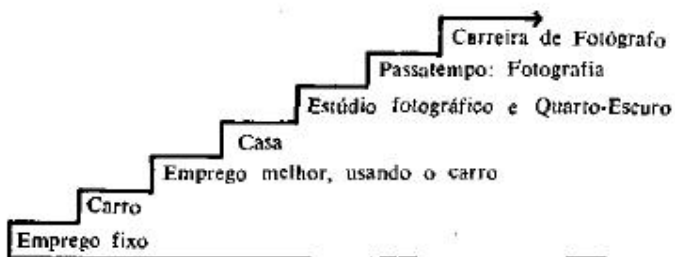 Carreira de Fotógrafo
Passatempo: Fotografia
Estúdio fotográfico e Quarto-Escuro
Casa
Emprego melhor, usando o carro
Carro
Emprego fixo